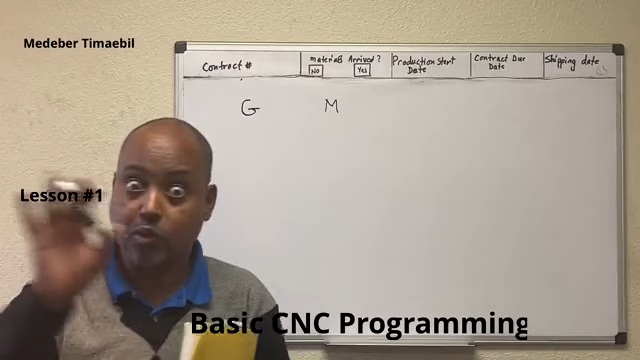 Medeber Timaebil
Contract # Materials Arrived? Production Start Contract Due Shipping date
No Yes Date Date
G M
Lesson #1
Basic CNC Programming